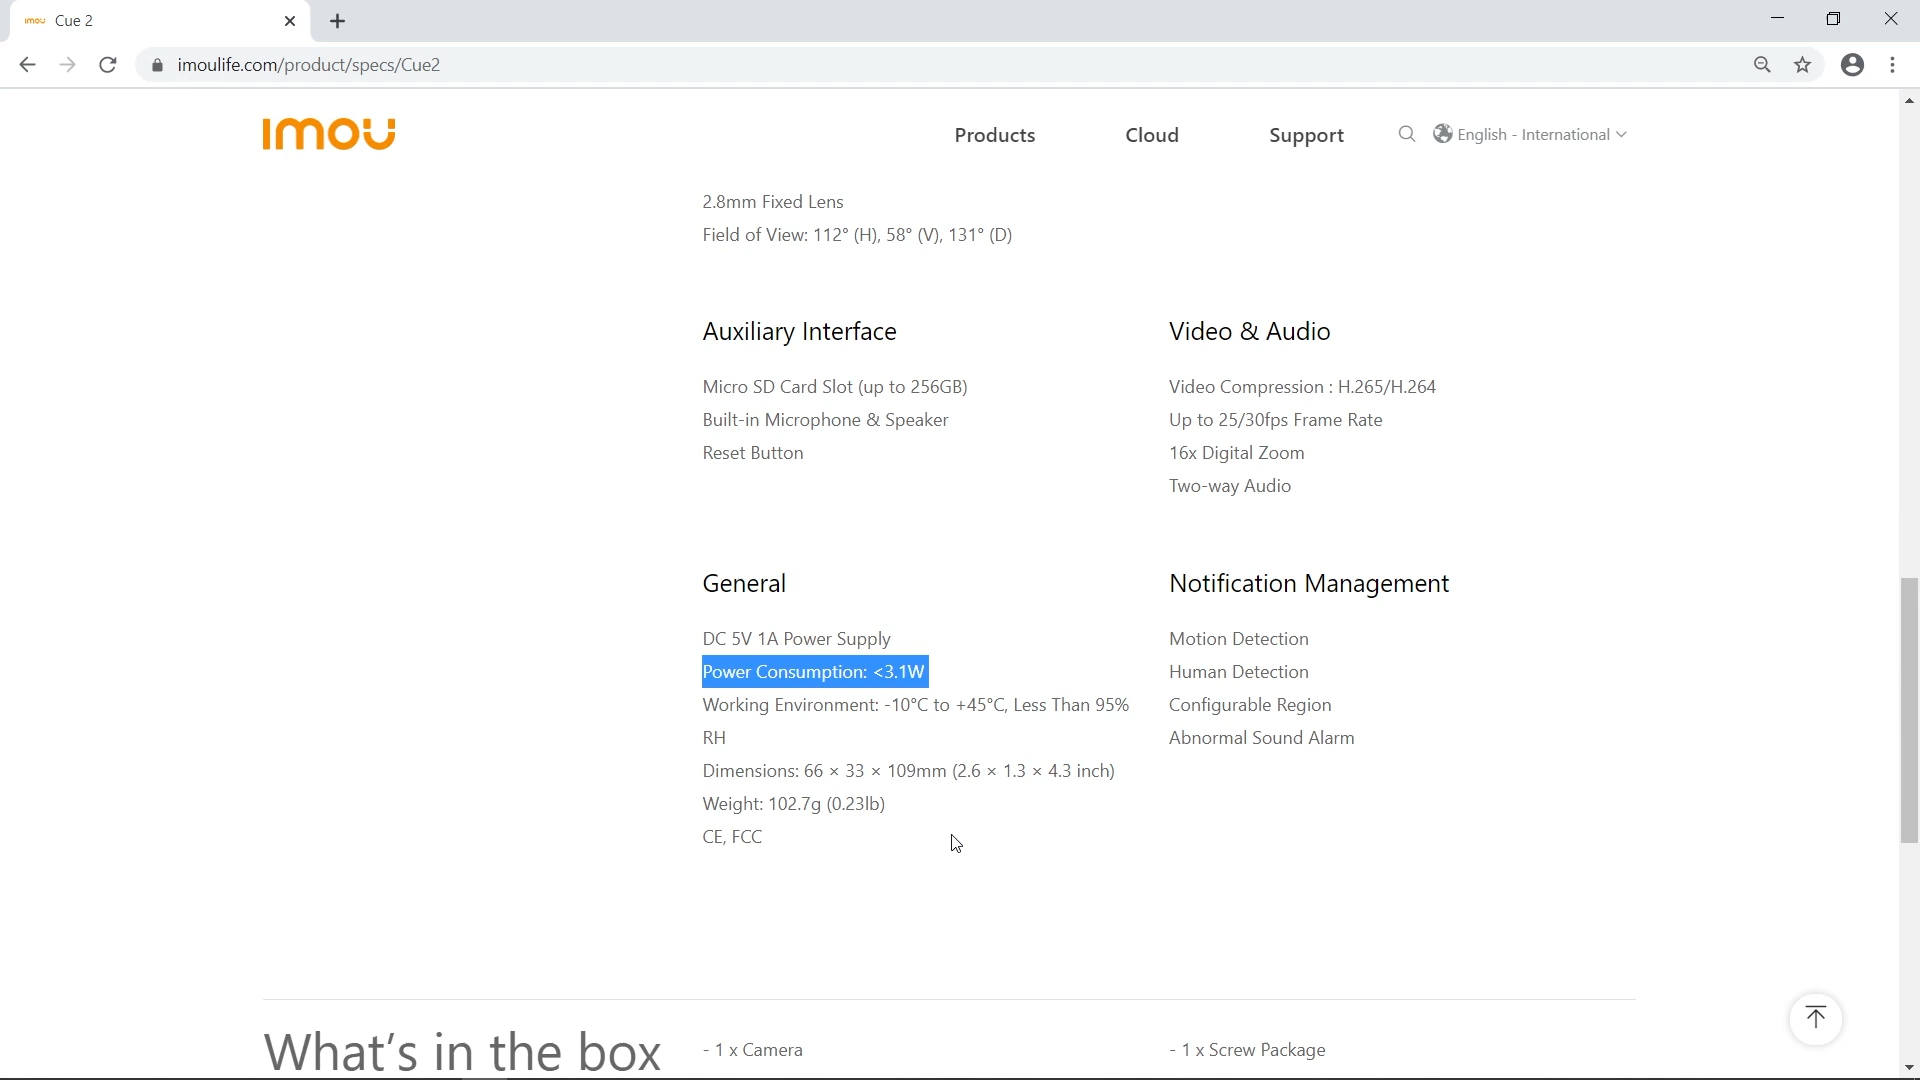 imou Cue 2
imoulife.com/product/specs/Cue2
imou
Products
Cloud
Support
English - International
2.8mm Fixed Lens
Field of View: 112° (H), 58° (V), 131° (D)
Auxiliary Interface
Micro SD Card Slot (up to 256GB)
Built-in Microphone & Speaker
Reset Button
Video & Audio
Video Compression : H.265/H.264
Up to 25/30fps Frame Rate
16x Digital Zoom
Two-way Audio
General
DC 5V 1A Power Supply
Power Consumption: <3.1W
Working Environment: -10°C to +45°C, Less Than 95%
RH
Dimensions: 66 × 33 × 109mm (2.6 × 1.3 × 4.3 inch)
Weight: 102.7g (0.23lb)
CE, FCC
Notification Management
Motion Detection
Human Detection
Configurable Region
Abnormal Sound Alarm
What's in the box
- 1 x Camera
- 1 x Screw Package